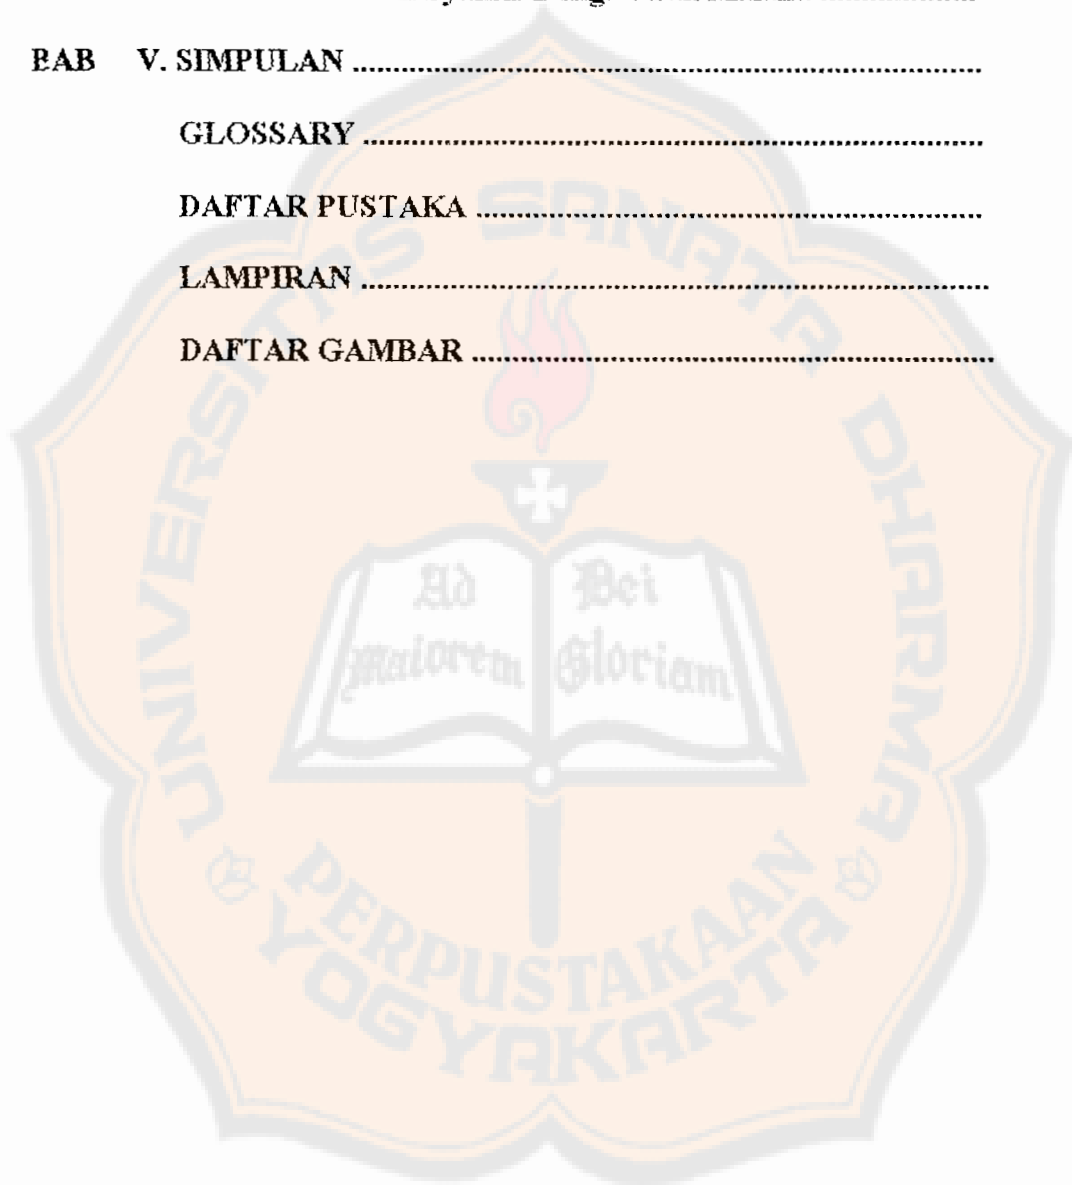 BAB V. SIMPULAN ..........................................................................
GLOSSARY ..........................................................................
DAFTAR PUSTAKA ............................................................
LAMPIRAN ..........................................................................
DAFTAR GAMBAR ..............................................................
UNIVERSITAS SANATA DHARMA
Ad Dei
maiorem Gloriam
PERPUSTAKAAN
YOGYAKARTA